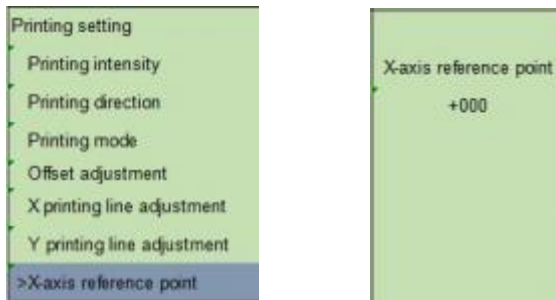 Printing setting
Printing intensity
Printing direction
Printing mode
Offset adjustment
X printing line adjustment
Y printing line adjustment
>X-axis reference point
X-axis reference point
+000